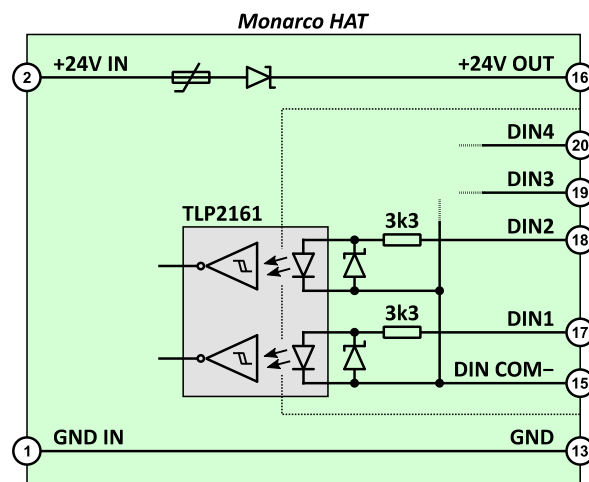 Monarco HAT
2 +24V IN +24V OUT 16
DIN4 20
DIN3 19
TLP2161 3k3 DIN2 18
3k3 DIN1 17
DIN COM− 15
1 GND IN GND 13